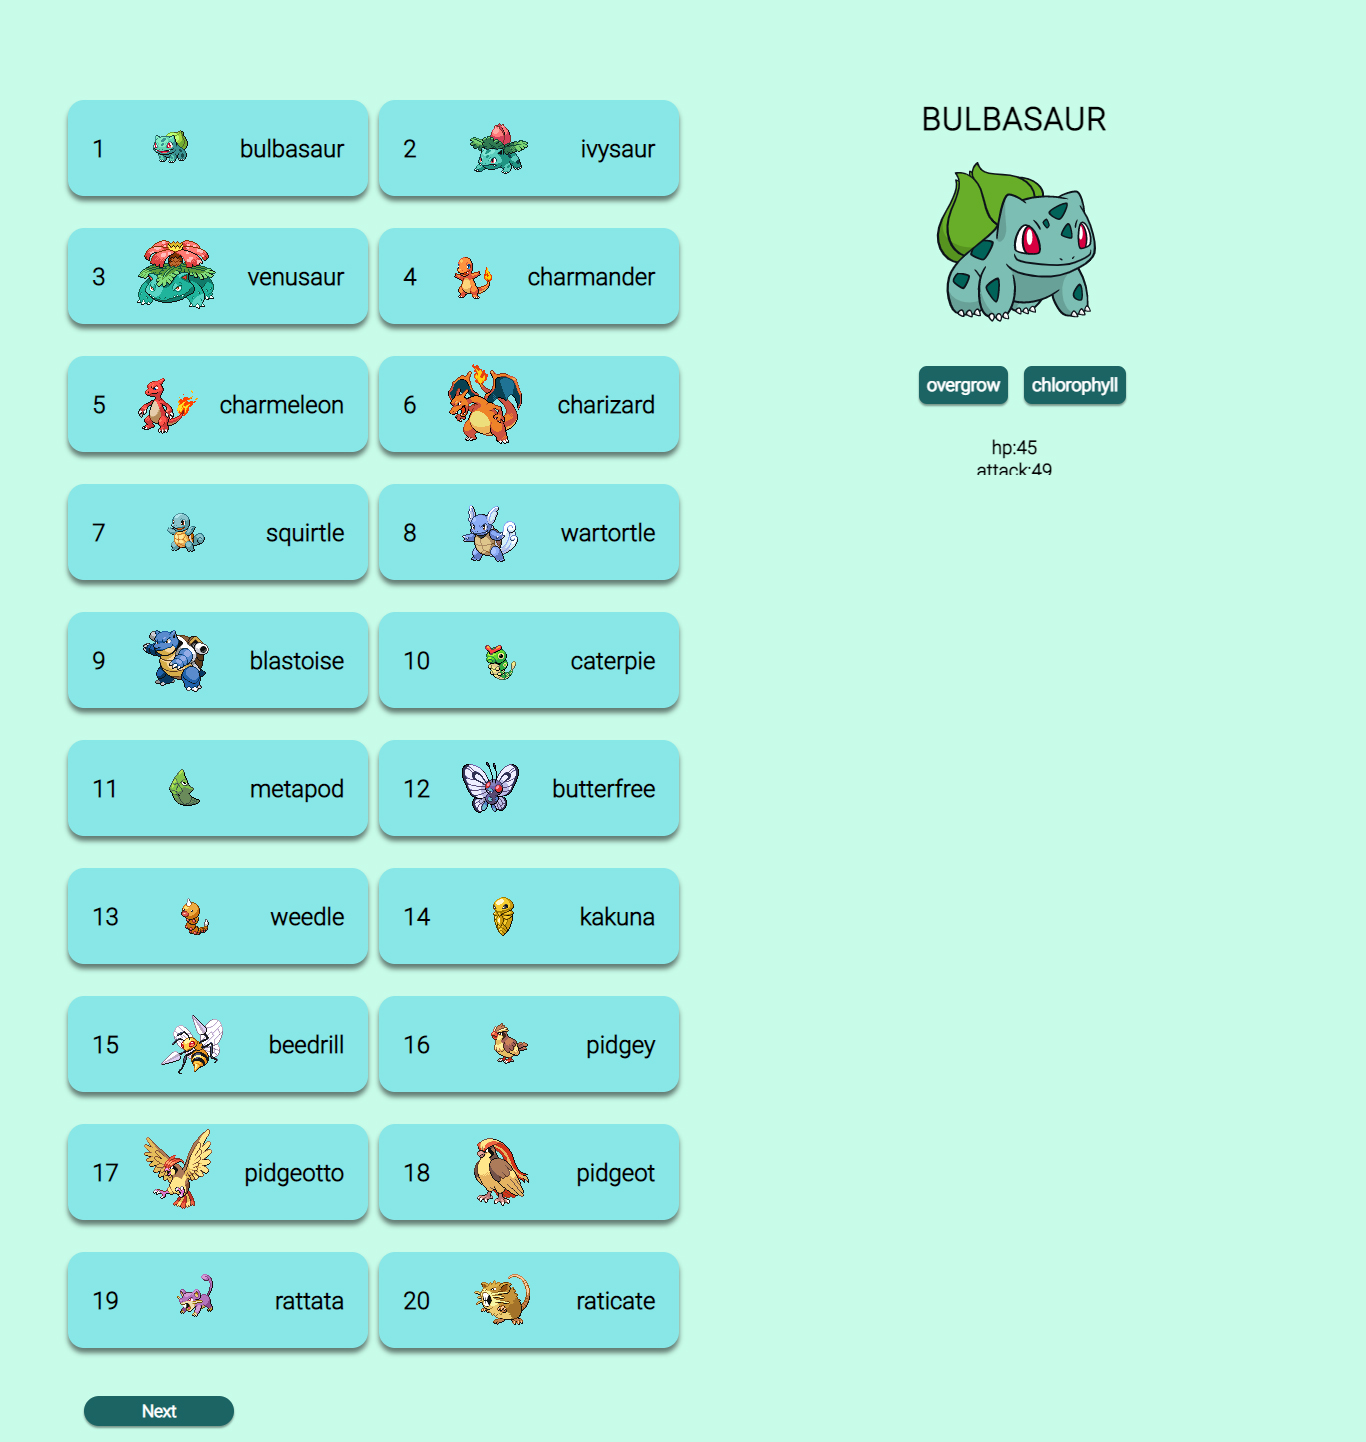 1 bulbasaur
2 ivysaur
3 venusaur
4 charmander
5 charmeleon
6 charizard
7 squirtle
8 wartortle
9 blastoise
10 caterpie
11 metapod
12 butterfree
13 weedle
14 kakuna
15 beedrill
16 pidgey
17 pidgeotto
18 pidgeot
19 rattata
20 raticate
Next
BULBASAUR
overgrow chlorophyll
hp:45
attack:49